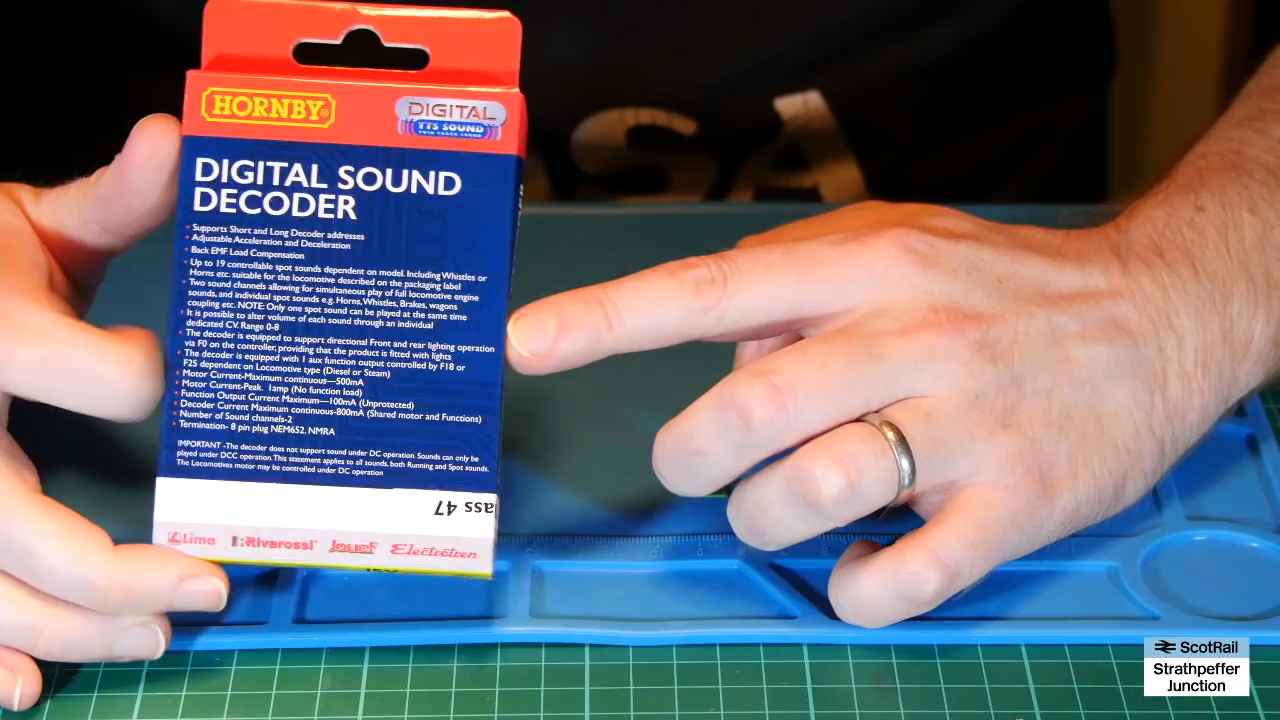 HORNBY®
DIGITAL
TTS SOUND
TWIN TRACK SOUND
DIGITAL SOUND
DECODER
Supports Short and Long Decoder addresses
Adjustable Acceleration and Deceleration
Back EMF Load Compensation
Up to 19 controllable spot sounds dependent on model. Including Whistles or
Horns etc. suitable for the locomotive described on the packaging label
Two sound channels allowing for simultaneous play of full locomotive engine
sounds, and individual spot sounds e.g. Horns, Whistles, Brakes, wagons
coupling etc. NOTE: Only one spot sound can be played at the same time
It is possible to alter volume of each sound through an individual
dedicated CV. Range 0-8
The decoder is equipped to support directional Front and rear lighting operation
via F0 on the controller, providing that the product is fitted with lights
The decoder is equipped with 1 aux function output controlled by F18 or
F25 dependent on Locomotive type (Diesel or Steam)
Motor Current-Maximum continuous—500mA
Motor Current-Peak. 1amp (No function load)
Function Output Current Maximum—100mA (Unprotected)
Decoder Current Maximum continuous-800mA (Shared motor and Functions)
Number of Sound channels-2
Termination- 8 pin plug NEM652. NMRA
IMPORTANT -The decoder does not support sound under DC operation. Sounds can only be
played under DCC operation. This statement applies to all sounds, both Running and Spot sounds.
The Locomotives motor may be controlled under DC operation
ass 47
Lima Rivarossi Jouef Electrotren
SA
ScotRail
Strathpeffer
Junction